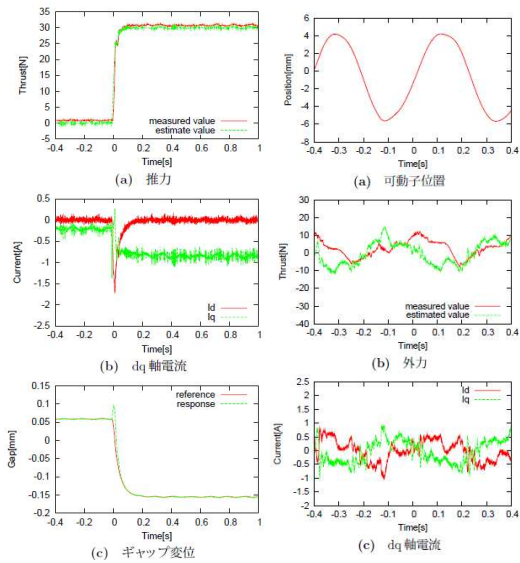 35
30
25
20
15
10
5
0
-5
Thrust[N]
measured value
estimate value
-0.4 -0.2 0 0.2 0.4 0.6 0.8 1
Time[s]
(a) 推力
1
0.5
0
-0.5
-1
-1.5
-2
-2.5
Current[A]
Id
Iq
-0.4 -0.2 0 0.2 0.4 0.6 0.8 1
Time[s]
(b) dq 軸電流
0.15
0.1
0.05
0
-0.05
-0.1
-0.15
-0.2
Gap[mm]
reference
response
-0.4 -0.2 0 0.2 0.4 0.6 0.8 1
Time[s]
(c) ギャップ変位
6
4
2
0
-2
-4
-6
-8
Position[mm]
-0.4 -0.3 -0.2 -0.1 0 0.1 0.2 0.3 0.4
Time[s]
(a) 可動子位置
30
20
10
0
-10
-20
-30
-40
Thrust[N]
measured value
estimated value
-0.4 -0.3 -0.2 -0.1 0 0.1 0.2 0.3 0.4
Time[s]
(b) 外力
2.5
2
1.5
1
0.5
0
-0.5
-1
-1.5
-2
Current[A]
Id
Iq
-0.4 -0.3 -0.2 -0.1 0 0.1 0.2 0.3 0.4
Time[s]
(c) dq 軸電流